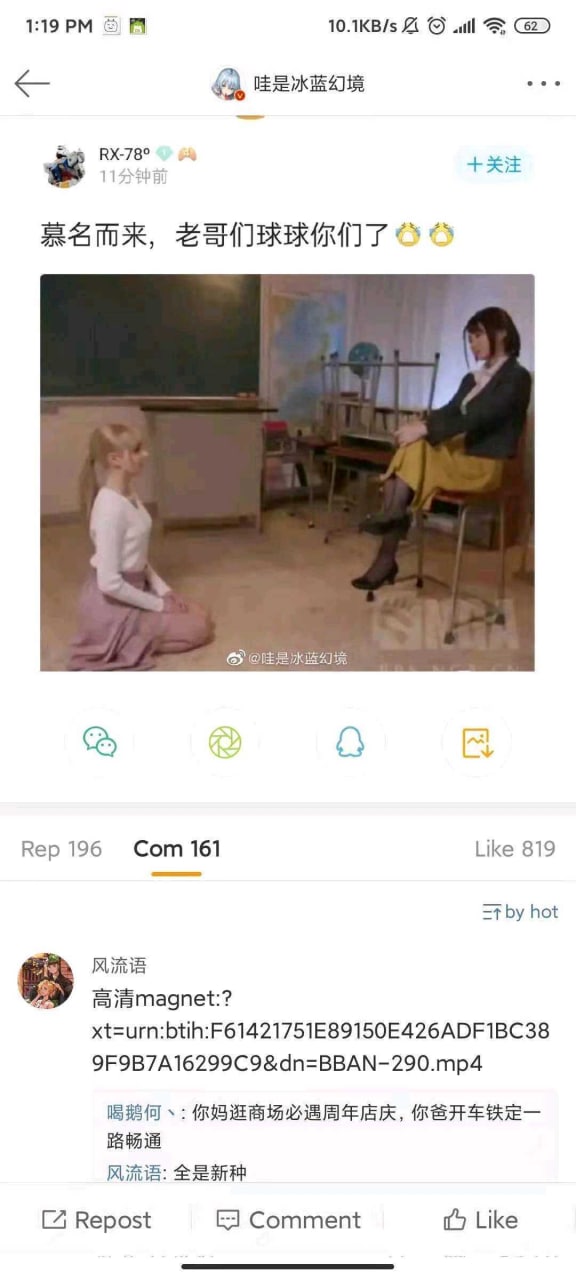 1:19 PM
10.1KB/s
62
哇是冰蓝幻境
RX-78º
11分钟前
+关注
慕名而来，老哥们球球你们了
NGA
@哇是冰蓝幻境
Rep 196
Com 161
Like 819
by hot
风流语
高清magnet:?
xt=urn:btih:F61421751E89150E426ADF1BC38
9F9B7A16299C9&dn=BBAN-290.mp4
喝鹅何丶: 你妈逛商场必遇周年店庆, 你爸开车铁定一
路畅通
风流语: 全是新种
Repost
Comment
Like